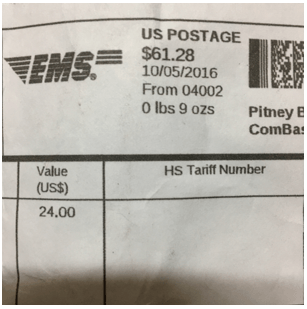 EMS®
US POSTAGE
$61.28
10/05/2016
From 04002
0 lbs 9 ozs
Pitney B
ComBas
Value
(US$)
HS Tariff Number
24.00